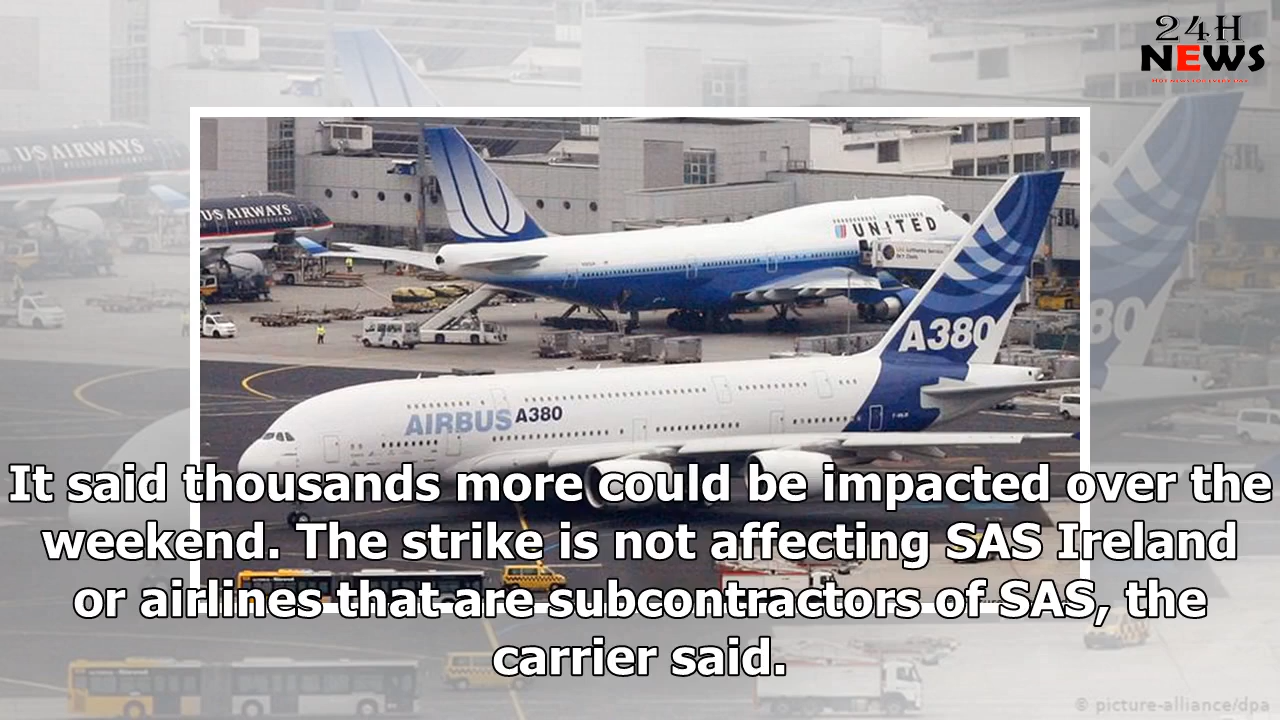 24H
NEWS
US AIRWAYS
US AIRWAYS
UNITED
A380
AIRBUS A380
80
It said thousands more could be impacted over the
weekend. The strike is not affecting SAS Ireland
or airlines that are subcontractors of SAS, the
carrier said.
© picture-alliance/dpa